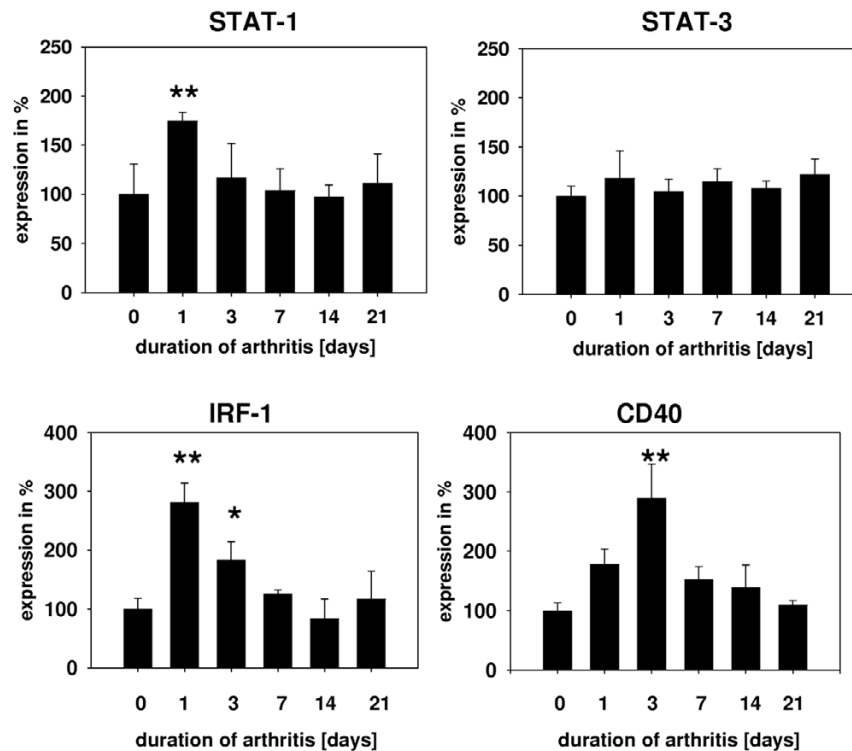 STAT-1
250
200
150
100
50
0
**
expression in %
0 1 3 7 14 21
duration of arthritis [days]
STAT-3
250
200
150
100
50
0
expression in %
0 1 3 7 14 21
duration of arthritis [days]
IRF-1
400
300
200
100
0
**
*
expression in %
0 1 3 7 14 21
duration of arthritis [days]
CD40
400
300
200
100
0
**
expression in %
0 1 3 7 14 21
duration of arthritis [days]